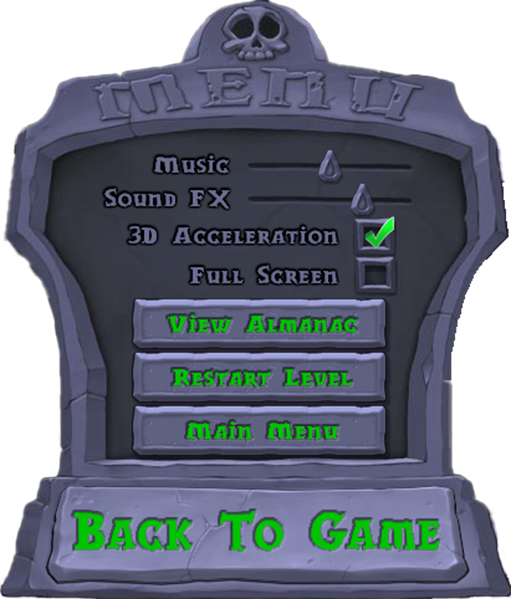 MENU
Music
Sound FX
3D Acceleration
Full Screen
View Almanac
Restart Level
Main Menu
Back To Game